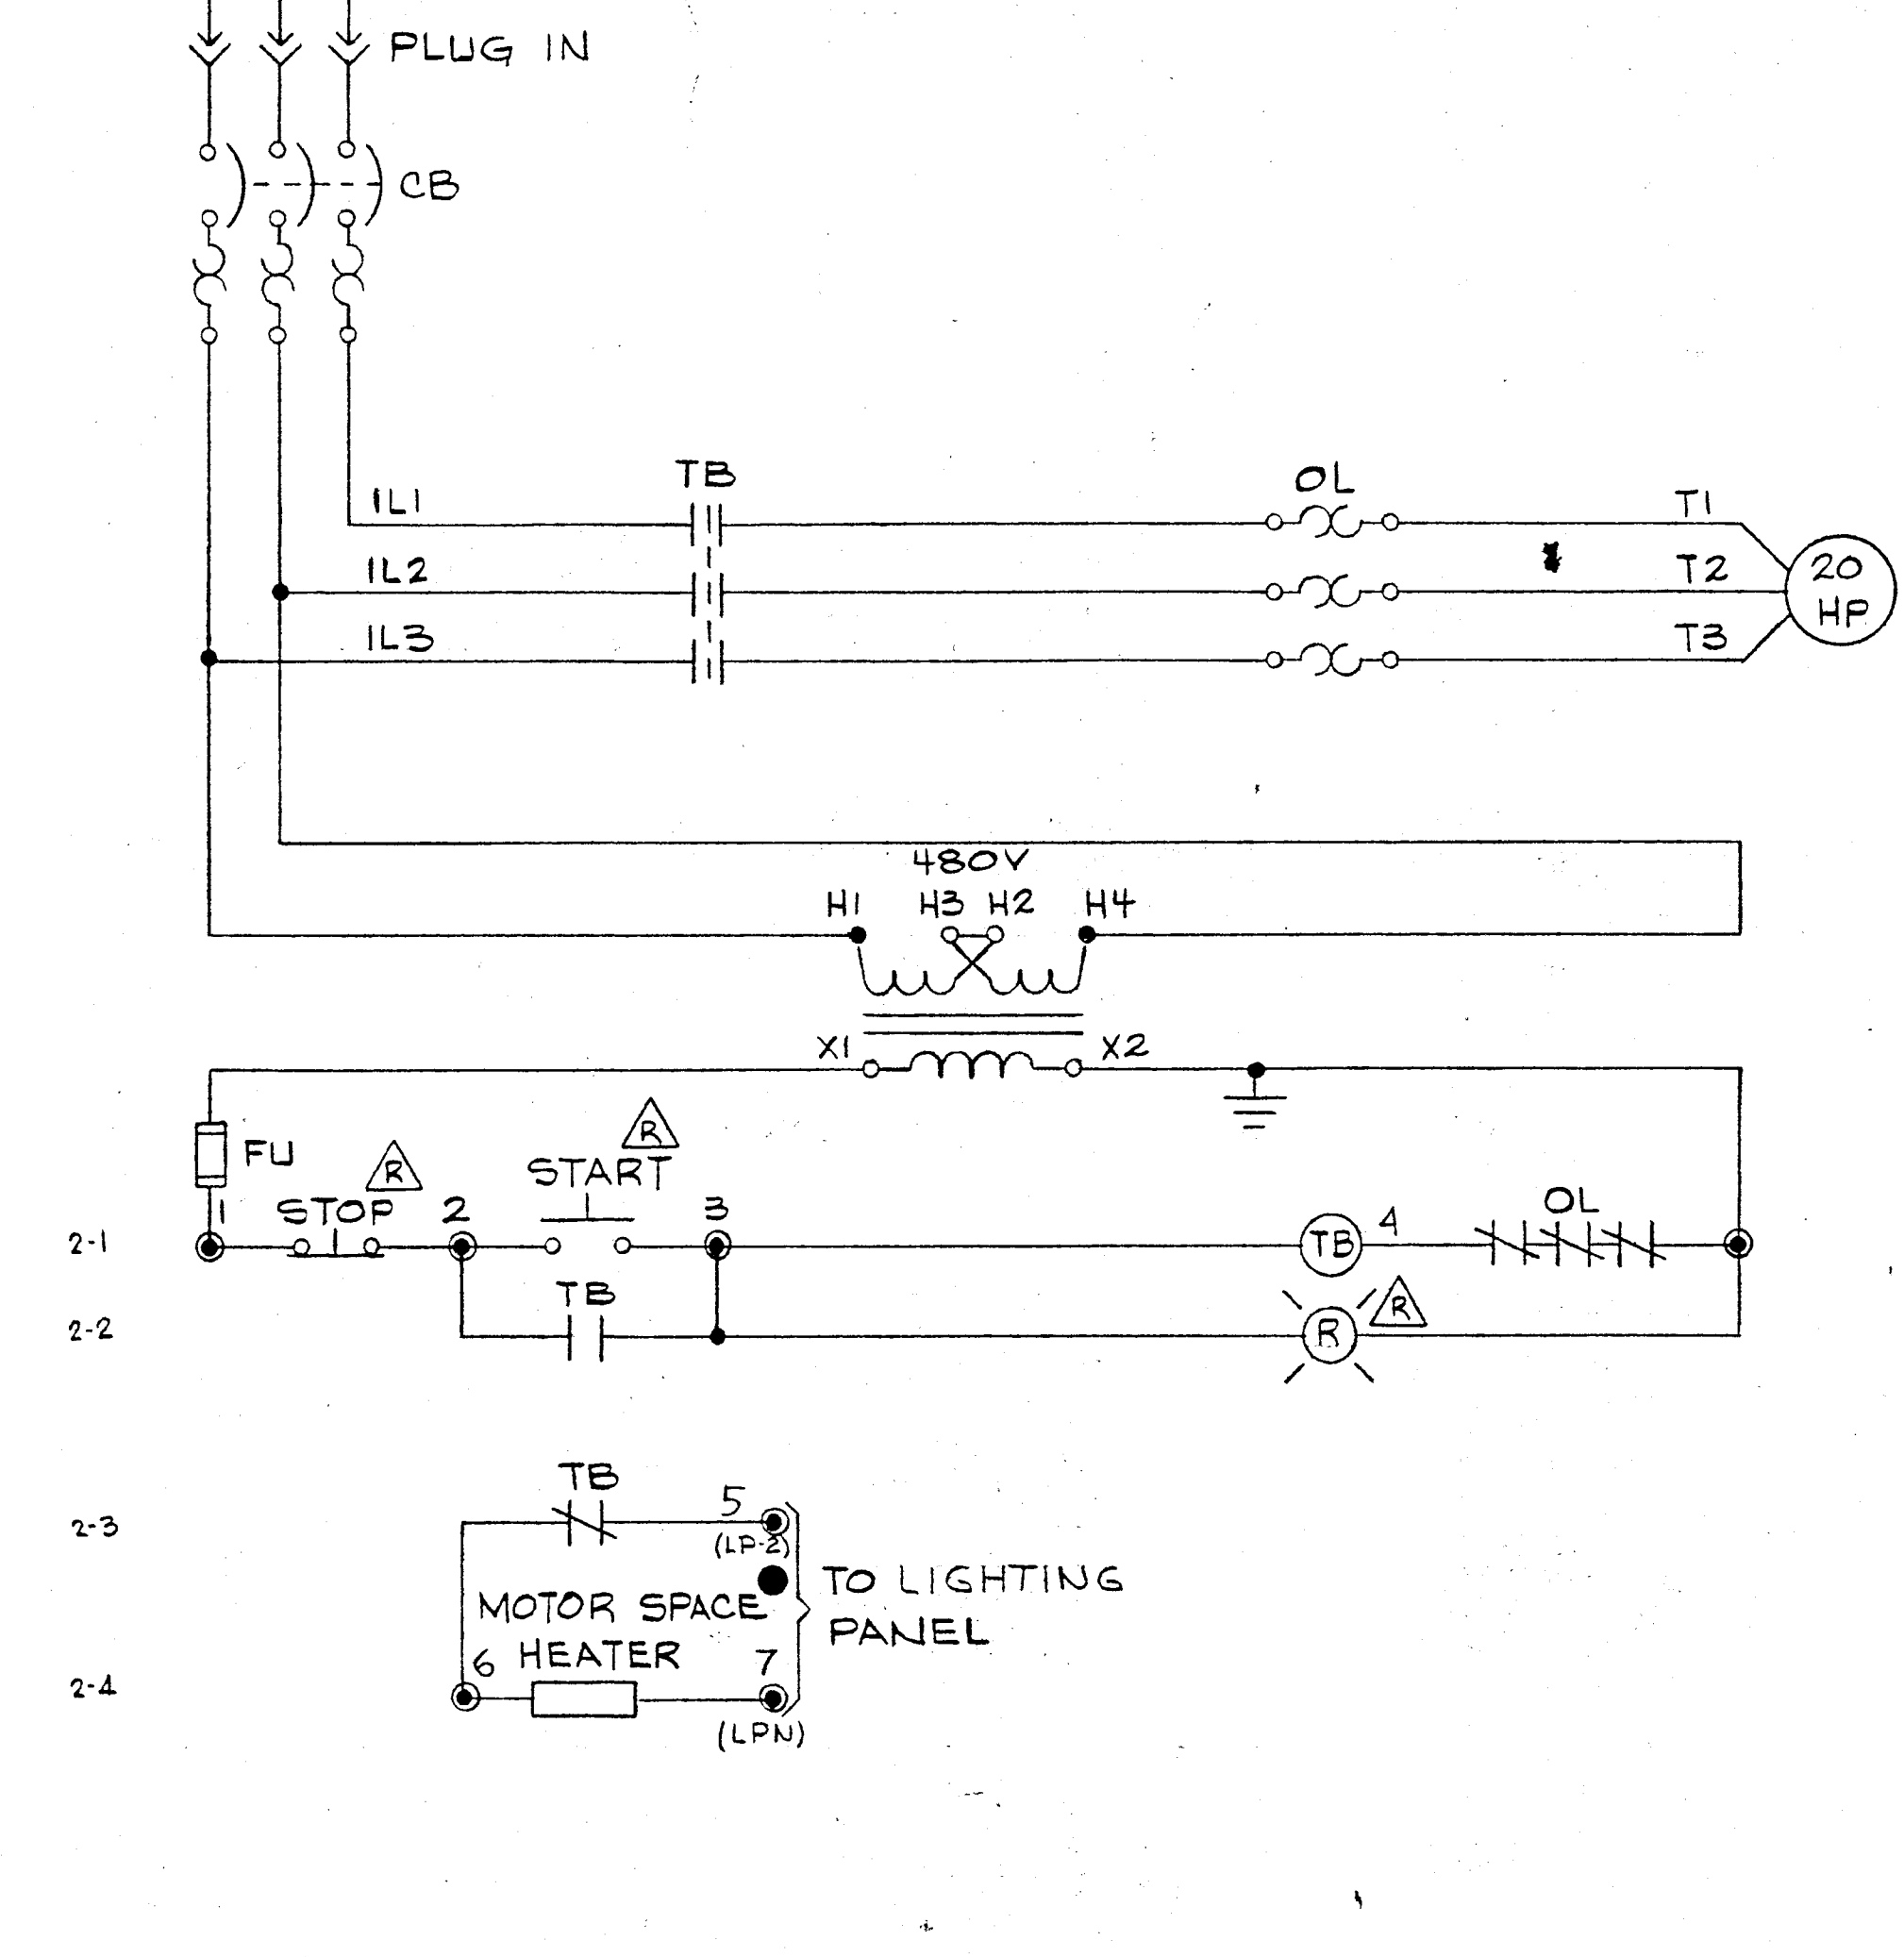 PLUG IN
CB
TB
OL
1L1
T1
1L2
T2
20
HP
1L3
T3
480V
H1 H3 H2 H4
X1 X2
FU
R
R
START
1 STOP 2 3 4 OL
2-1
TB
TB
2-2
R
R
TB
2-3
5
(LP-2)
TO LIGHTING
PANEL
MOTOR SPACE
HEATER
2-4
6 7
(LPN)